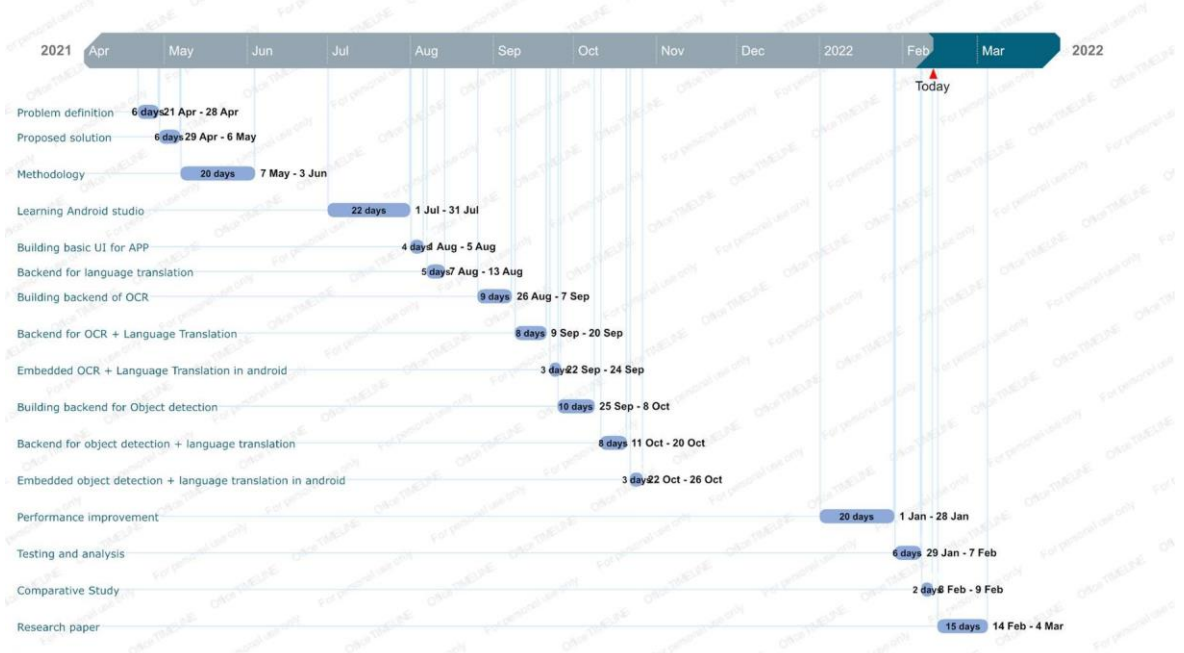 2021 Apr May Jun Jul Aug Sep Oct Nov Dec 2022 Feb Mar 2022
Today
Problem definition 6 days 21 Apr - 28 Apr
Proposed solution 6 days 29 Apr - 6 May
Methodology 20 days 7 May - 3 Jun
Learning Android studio 22 days 1 Jul - 31 Jul
Building basic UI for APP 4 days 1 Aug - 5 Aug
Backend for language translation 5 days 7 Aug - 13 Aug
Building backend of OCR 9 days 26 Aug - 7 Sep
Backend for OCR + Language Translation 8 days 9 Sep - 20 Sep
Embedded OCR + Language Translation in android 3 days 22 Sep - 24 Sep
Building backend for Object detection 10 days 25 Sep - 8 Oct
Backend for object detection + language translation 8 days 11 Oct - 20 Oct
Embedded object detection + language translation in android 3 days 22 Oct - 26 Oct
Performance improvement 20 days 1 Jan - 28 Jan
Testing and analysis 6 days 29 Jan - 7 Feb
Comparative Study 2 days 8 Feb - 9 Feb
Research paper 15 days 14 Feb - 4 Mar
For personal use only
Office TIMELINE